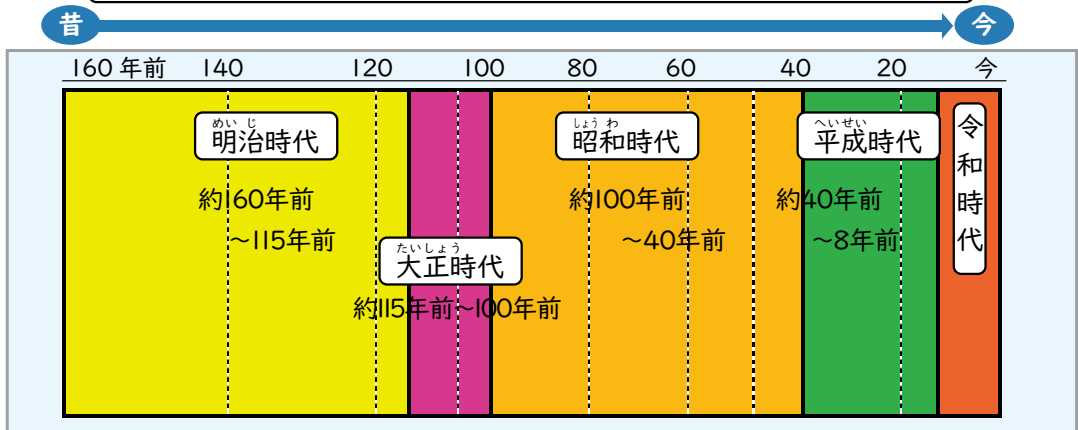 昔 今
160年前 140 120 100 80 60 40 20 今
めいじ
明治時代
約160年前
～115年前
たいしょう
大正時代
約115年前～100年前
しょうわ
昭和時代
約100年前
～40年前
へいせい
平成時代
約40年前
～8年前
令和時代